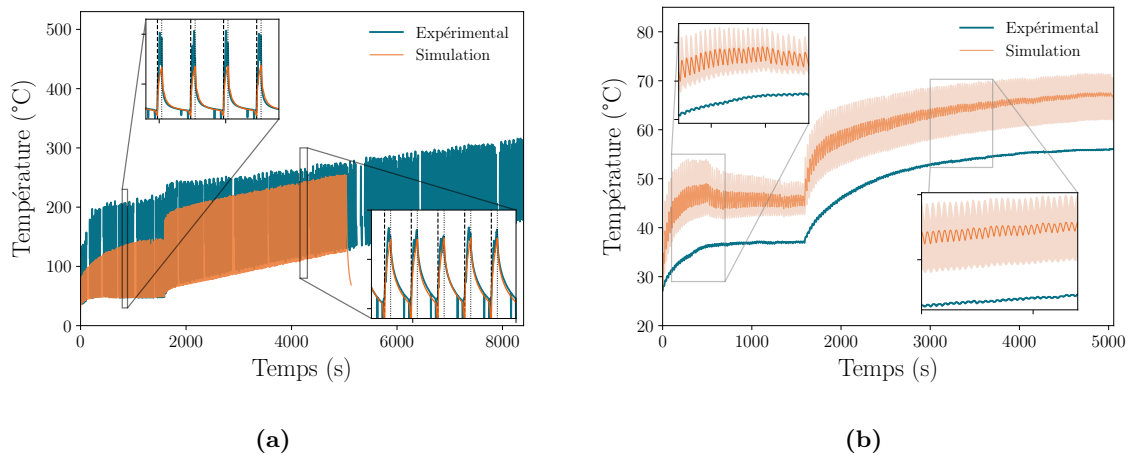 500
400
300
200
100
0
Température (°C)
0
2000
4000
6000
8000
Temps (s)
Expérimental
Simulation
(a)
80
70
60
50
40
30
20
Température (°C)
0
1000
2000
3000
4000
5000
Temps (s)
Expérimental
Simulation
(b)